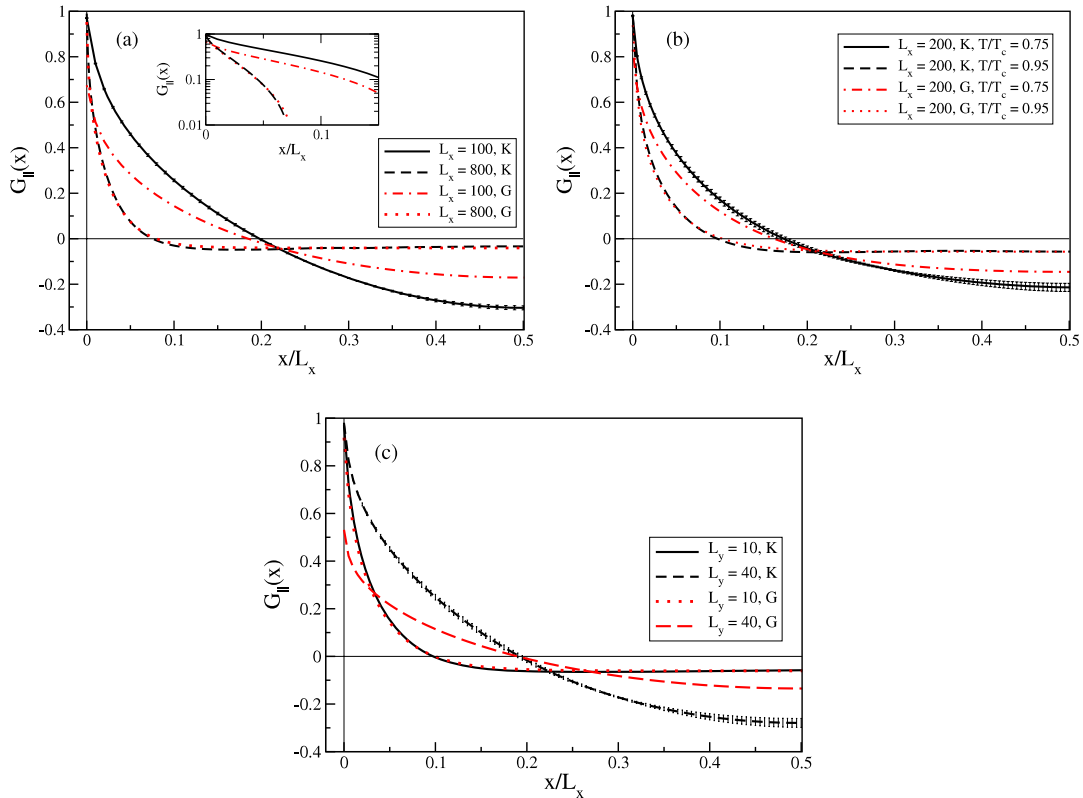 (a)
1
0.8
0.6
0.4
0.2
0
-0.2
-0.4
G||(x)
0 0.1 0.2 0.3 0.4 0.5
x/Lx
1
0.1
0.01
G||(x)
0 0.1
x/Lx
Lx = 100, K
Lx = 800, K
Lx = 100, G
Lx = 800, G
(b)
1
0.8
0.6
0.4
0.2
0
-0.2
-0.4
G||(x)
0 0.1 0.2 0.3 0.4 0.5
x/Lx
Lx = 200, K, T/Tc = 0.75
Lx = 200, K, T/Tc = 0.95
Lx = 200, G, T/Tc = 0.75
Lx = 200, G, T/Tc = 0.95
(c)
1
0.8
0.6
0.4
0.2
0
-0.2
-0.4
G||(x)
0 0.1 0.2 0.3 0.4 0.5
x/Lx
Ly = 10, K
Ly = 40, K
Ly = 10, G
Ly = 40, G